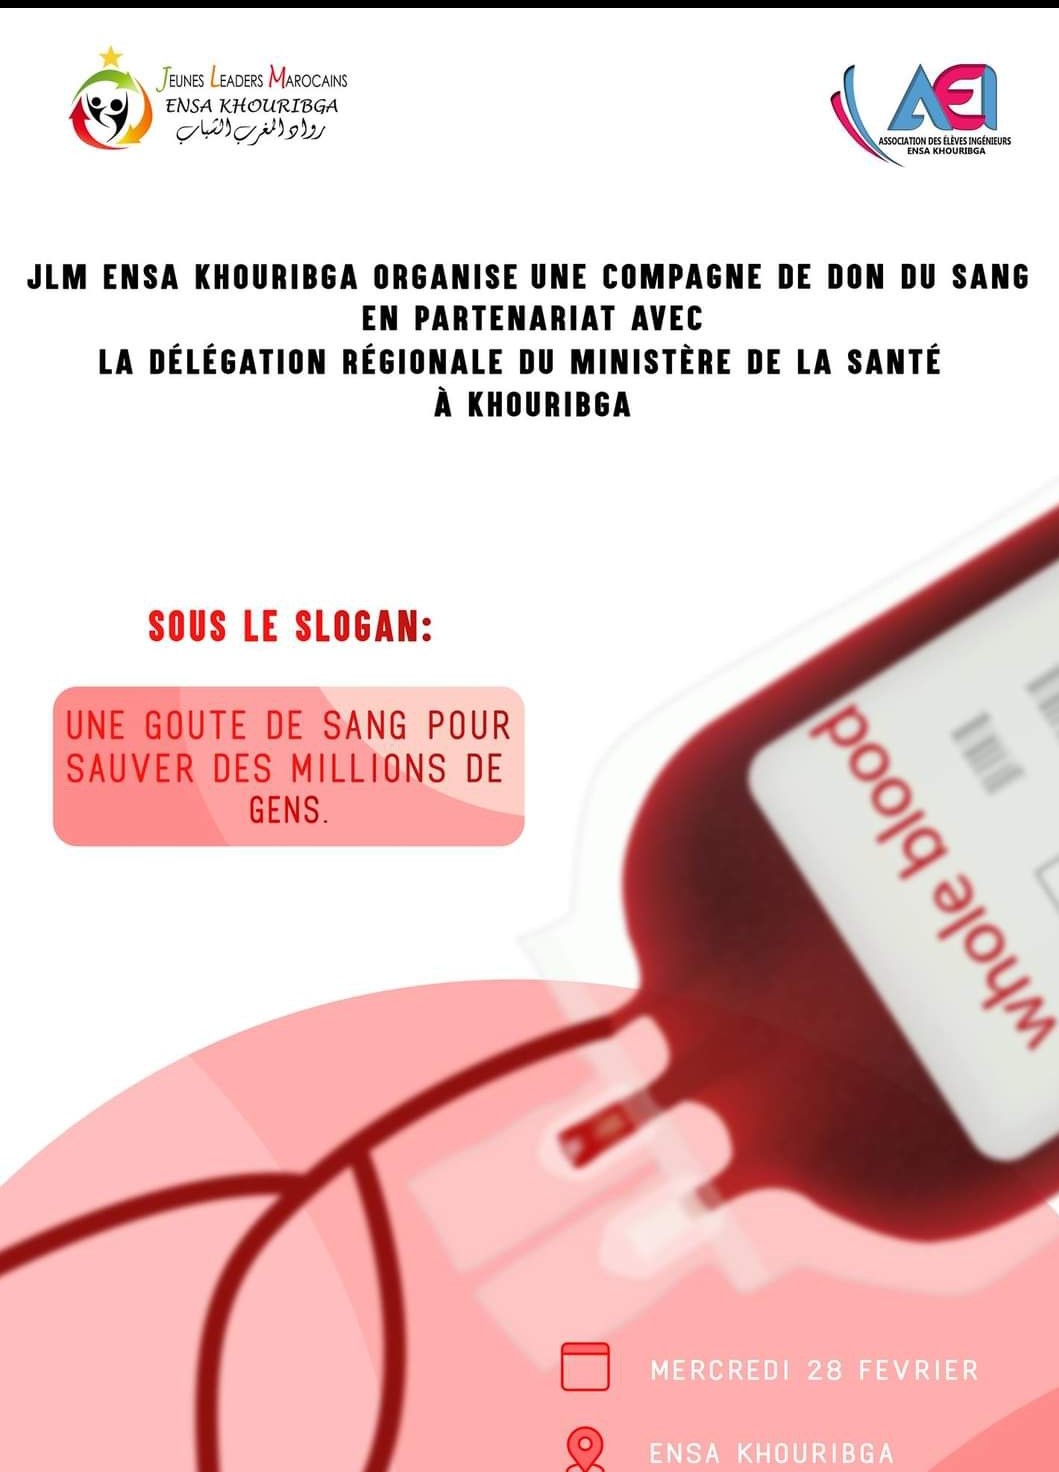 JEUNES LEADERS MAROCAINS
ENSA KHOURIBGA
رواد المغرب الشباب
AEI
ASSOCIATION DES ÉLÈVES INGÉNIEURS
ENSA KHOURIBGA
JLM ENSA KHOURIBGA ORGANISE UNE COMPAGNE DE DON DU SANG
EN PARTENARIAT AVEC
LA DÉLÉGATION RÉGIONALE DU MINISTÈRE DE LA SANTÉ
À KHOURIBGA
SOUS LE SLOGAN:
UNE GOUTE DE SANG POUR
SAUVER DES MILLIONS DE
GENS.
whole blood
MERCREDI 28 FEVRIER
ENSA KHOURIBGA